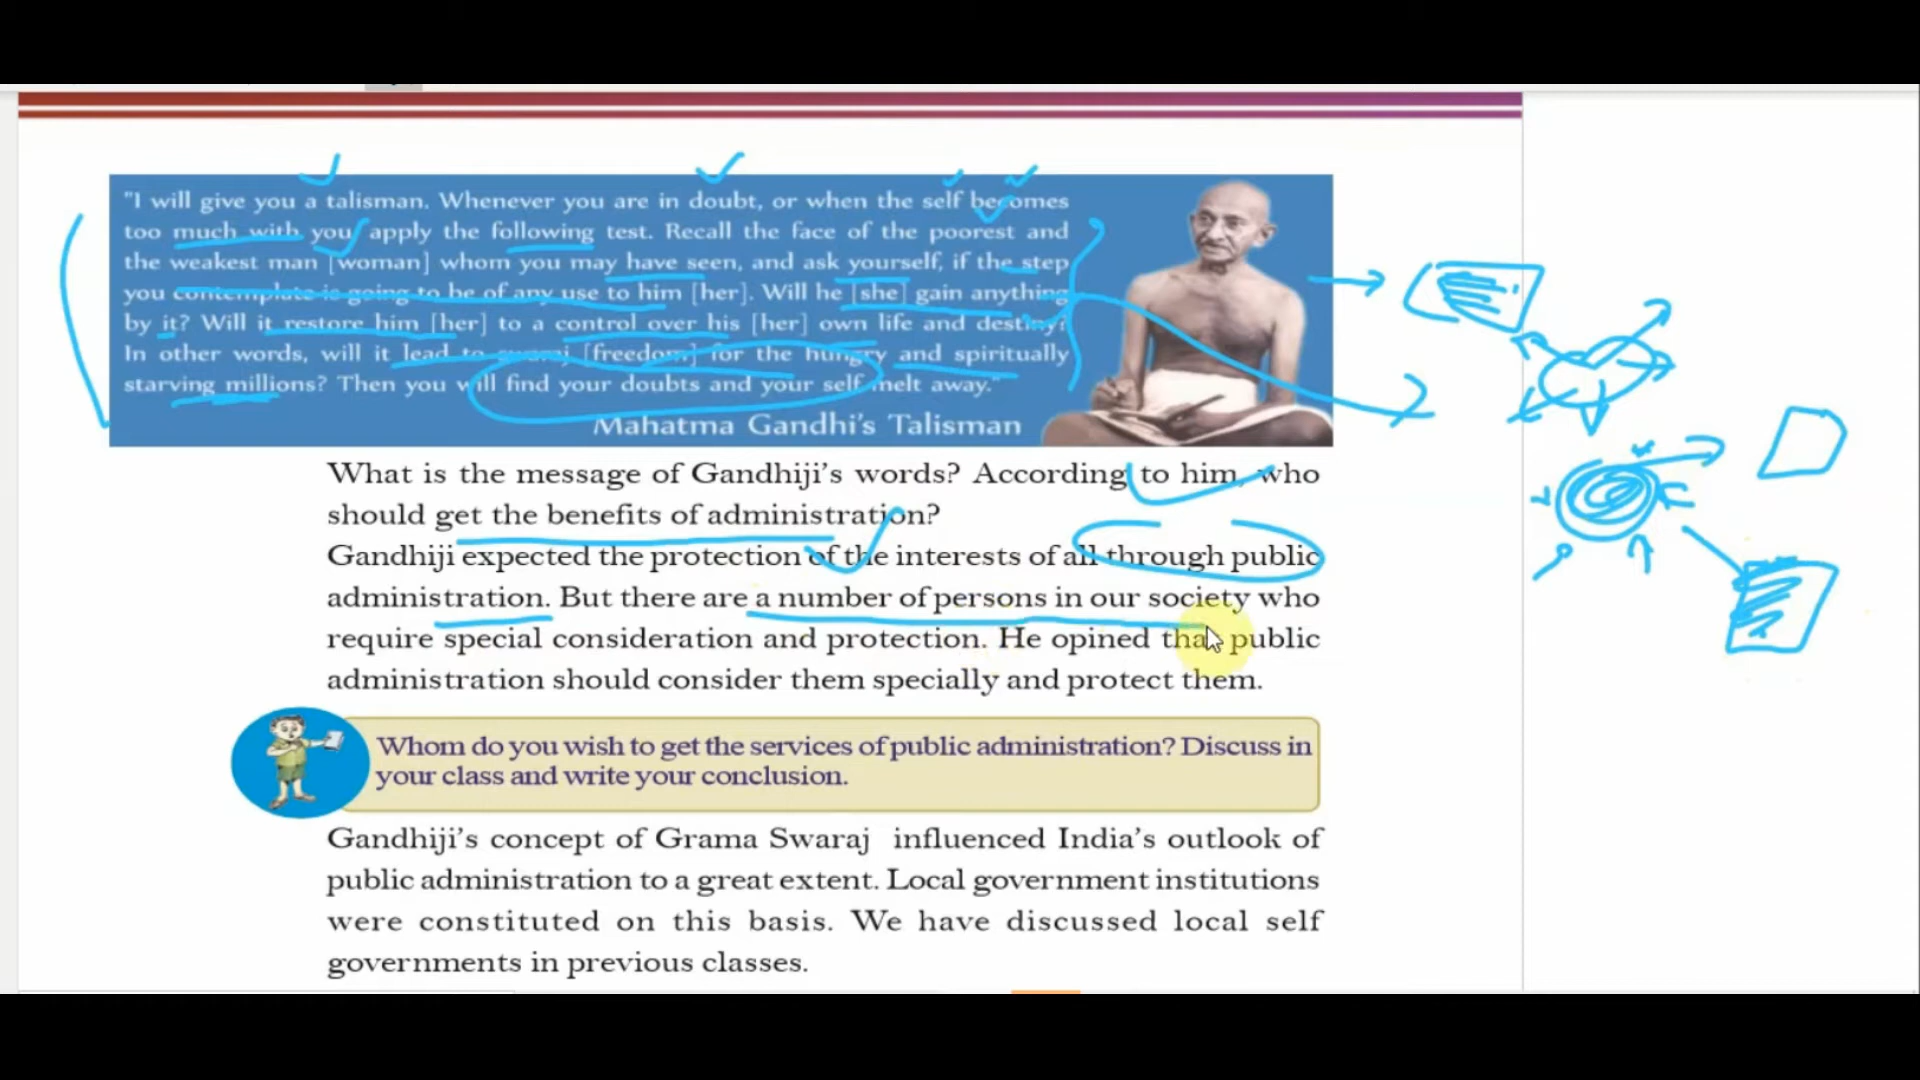 "I will give you a talisman. Whenever you are in doubt, or when the self becomes
too much with you, apply the following test. Recall the face of the poorest and
the weakest man [woman] whom you may have seen, and ask yourself, if the step
you contemplate is going to be of any use to him [her]. Will he [she] gain anything
by it? Will it restore him [her] to a control over his [her] own life and destiny?
In other words, will it lead to swaraj [freedom] for the hungry and spiritually
starving millions? Then you will find your doubts and your self melt away."
Mahatma Gandhi's Talisman
What is the message of Gandhiji's words? According to him, who
should get the benefits of administration?
Gandhiji expected the protection of the interests of all through public
administration. But there are a number of persons in our society who
require special consideration and protection. He opined that public
administration should consider them specially and protect them.
Whom do you wish to get the services of public administration? Discuss in
your class and write your conclusion.
Gandhiji's concept of Grama Swaraj influenced India's outlook of
public administration to a great extent. Local government institutions
were constituted on this basis. We have discussed local self
governments in previous classes.